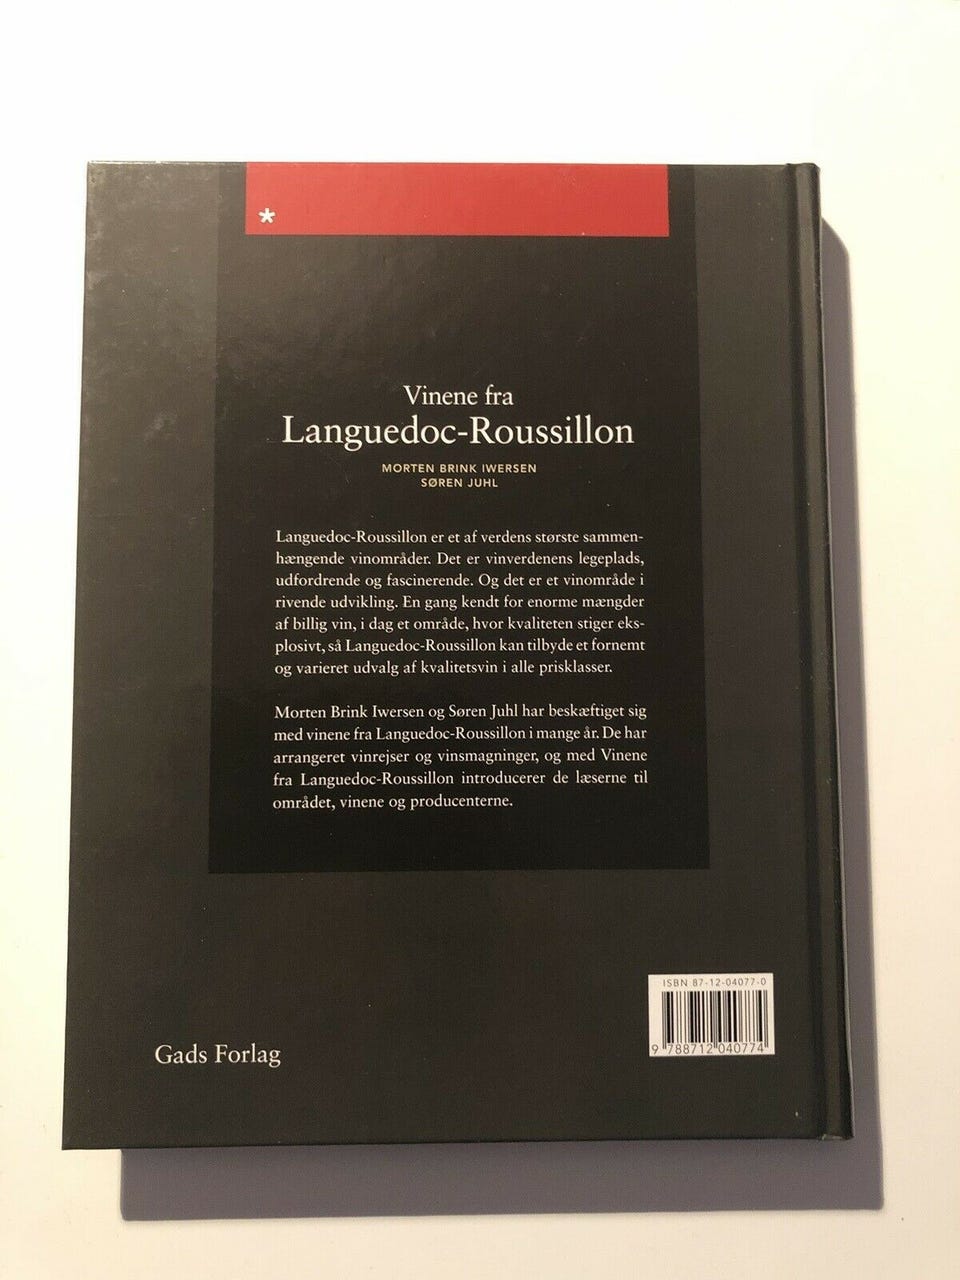 *
Vinene fra
Languedoc-Roussillon
MORTEN BRINK IWERSEN
SØREN JUHL
Languedoc-Roussillon er et af verdens største sammen-
hængende vinområder. Det er vinverdenens legeplads,
udfordrende og fascinerende. Og det er et vinområde i
rivende udvikling. En gang kendt for enorme mængder
af billig vin, i dag et område, hvor kvaliteten stiger eks-
plosivt, så Languedoc-Roussillon kan tilbyde et fornemt
og varieret udvalg af kvalitetsvin i alle prisklasser.
Morten Brink Iwersen og Søren Juhl har beskæftiget sig
med vinene fra Languedoc-Roussillon i mange år. De har
arrangeret vinrejser og vinsmagninger, og med Vinene
fra Languedoc-Roussillon introducerer de læserne til
området, vinene og producenterne.
ISBN 87-12-04077-0
9 788712 040774
Gads Forlag